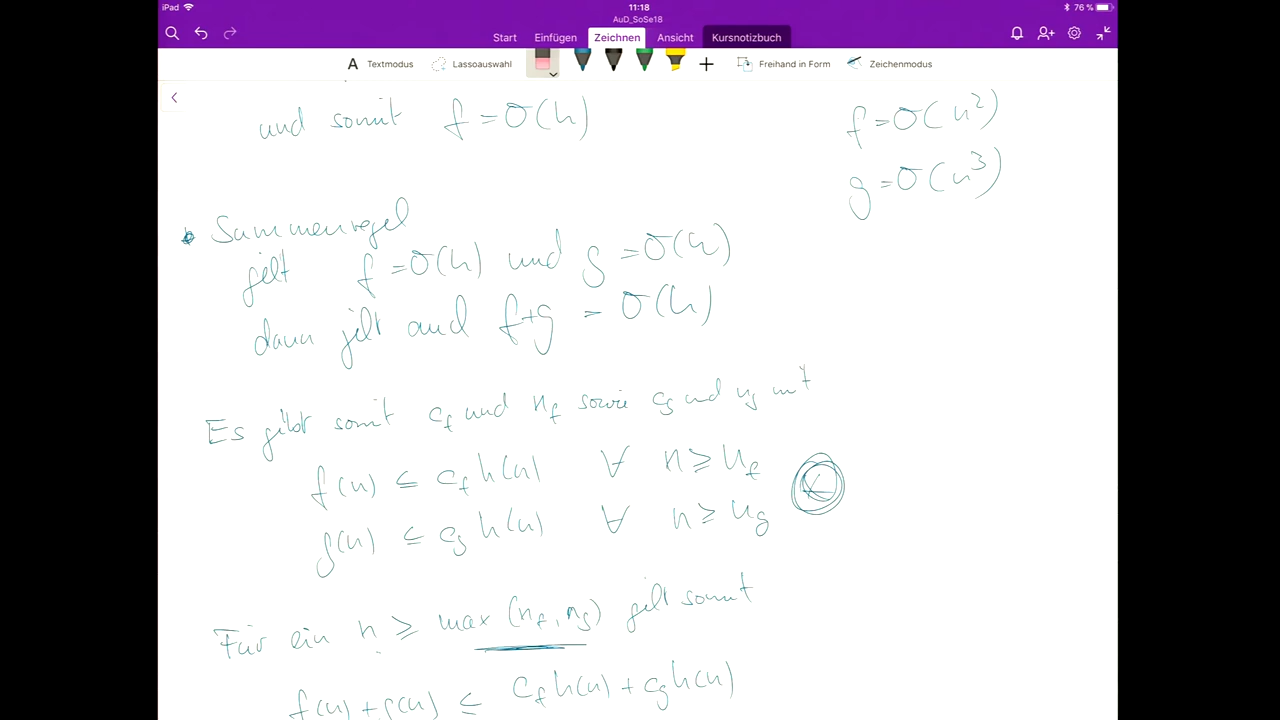 iPad 11:18 76 %
AuD_SoSe18
Start Einfügen Zeichnen Ansicht Kursnotizbuch
A Textmodus Lassoauswahl Freihand in Form Zeichenmodus
und somit f = O(h)
f = O(n²)
g = O(n³)
• Summenregel
gilt f = O(h) und g = O(h)
dann gilt auch f+g = O(h)
Es gibt somit c_f und n_f sowie c_g und n_g mit
f(n) ≤ c_f h(n) ∀ n ≥ n_f
g(n) ≤ c_g h(n) ∀ n ≥ n_g
Für ein n ≥ max (n_f, n_g) gilt somit
f(n) + g(n) ≤ c_f h(n) + c_g h(n)